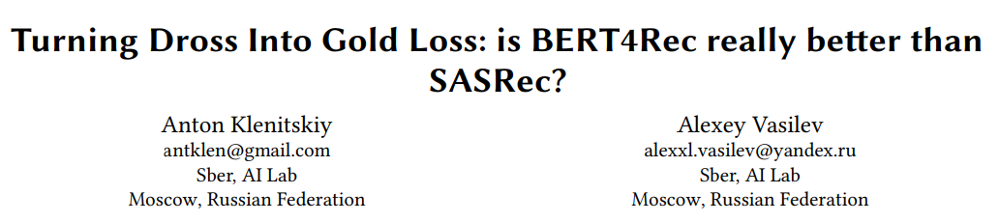 Turning Dross Into Gold Loss: is BERT4Rec really better than
SASRec?
Anton Klenitskiy
antklen@gmail.com
Sber, AI Lab
Moscow, Russian Federation
Alexey Vasilev
alexxl.vasilev@yandex.ru
Sber, AI Lab
Moscow, Russian Federation